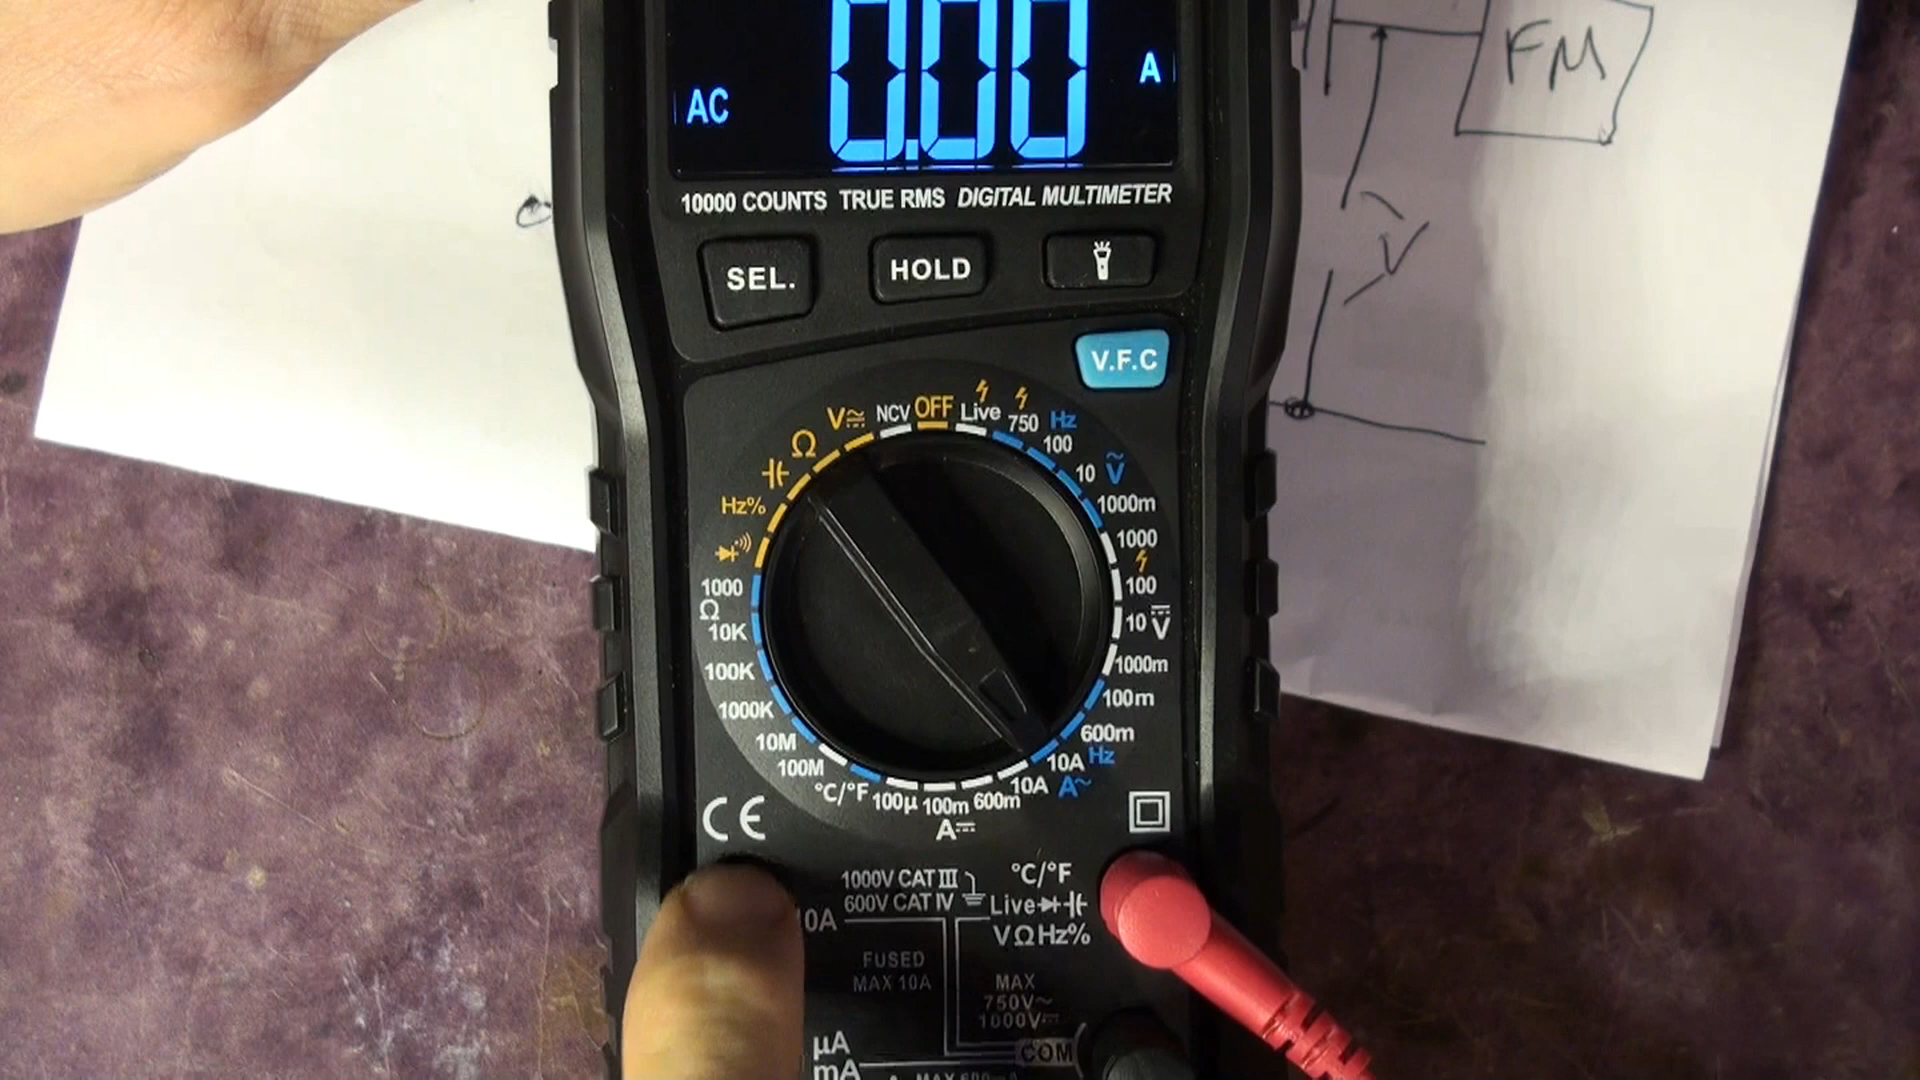 0.00
AC
A
FM
V
10000 COUNTS TRUE RMS DIGITAL MULTIMETER
SEL.
HOLD
V.F.C
V
NCV
OFF
Live
750
Hz
Ω
100
10
V
Hz%
1000m
1000
1000
100
Ω
10K
10
V
100K
1000m
1000K
100m
10M
600m
100M
10A
Hz
°C/°F
100µ
100m
600m
10A
A~
A
CE
1000V CAT III
600V CAT IV
°C/°F
Live
VΩHz%
0A
FUSED
MAX 10A
MAX
750V~
1000V
µA
mA
COM
MAX 600mA